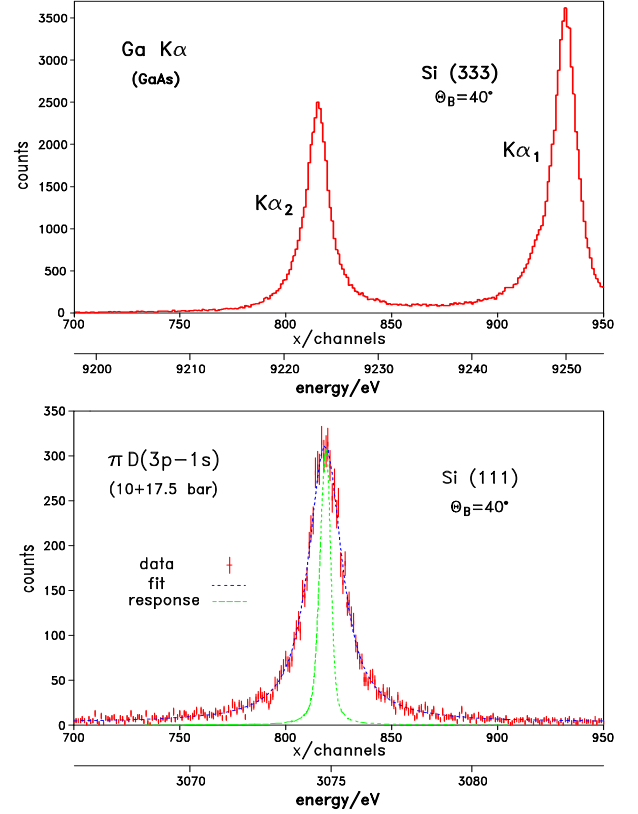 3500
3000
2500
2000
1500
1000
500
0
counts
Ga Kα
(GaAs)
Si (333)
Θ_B=40°
Kα₂
Kα₁
700 750 800 850 900 950
x/channels
9200 9210 9220 9230 9240 9250
energy/eV
350
300
250
200
150
100
50
0
counts
πD(3p−1s)
(10+17.5 bar)
Si (111)
Θ_B=40°
data
fit
response
700 750 800 850 900 950
x/channels
3070 3075 3080
energy/eV